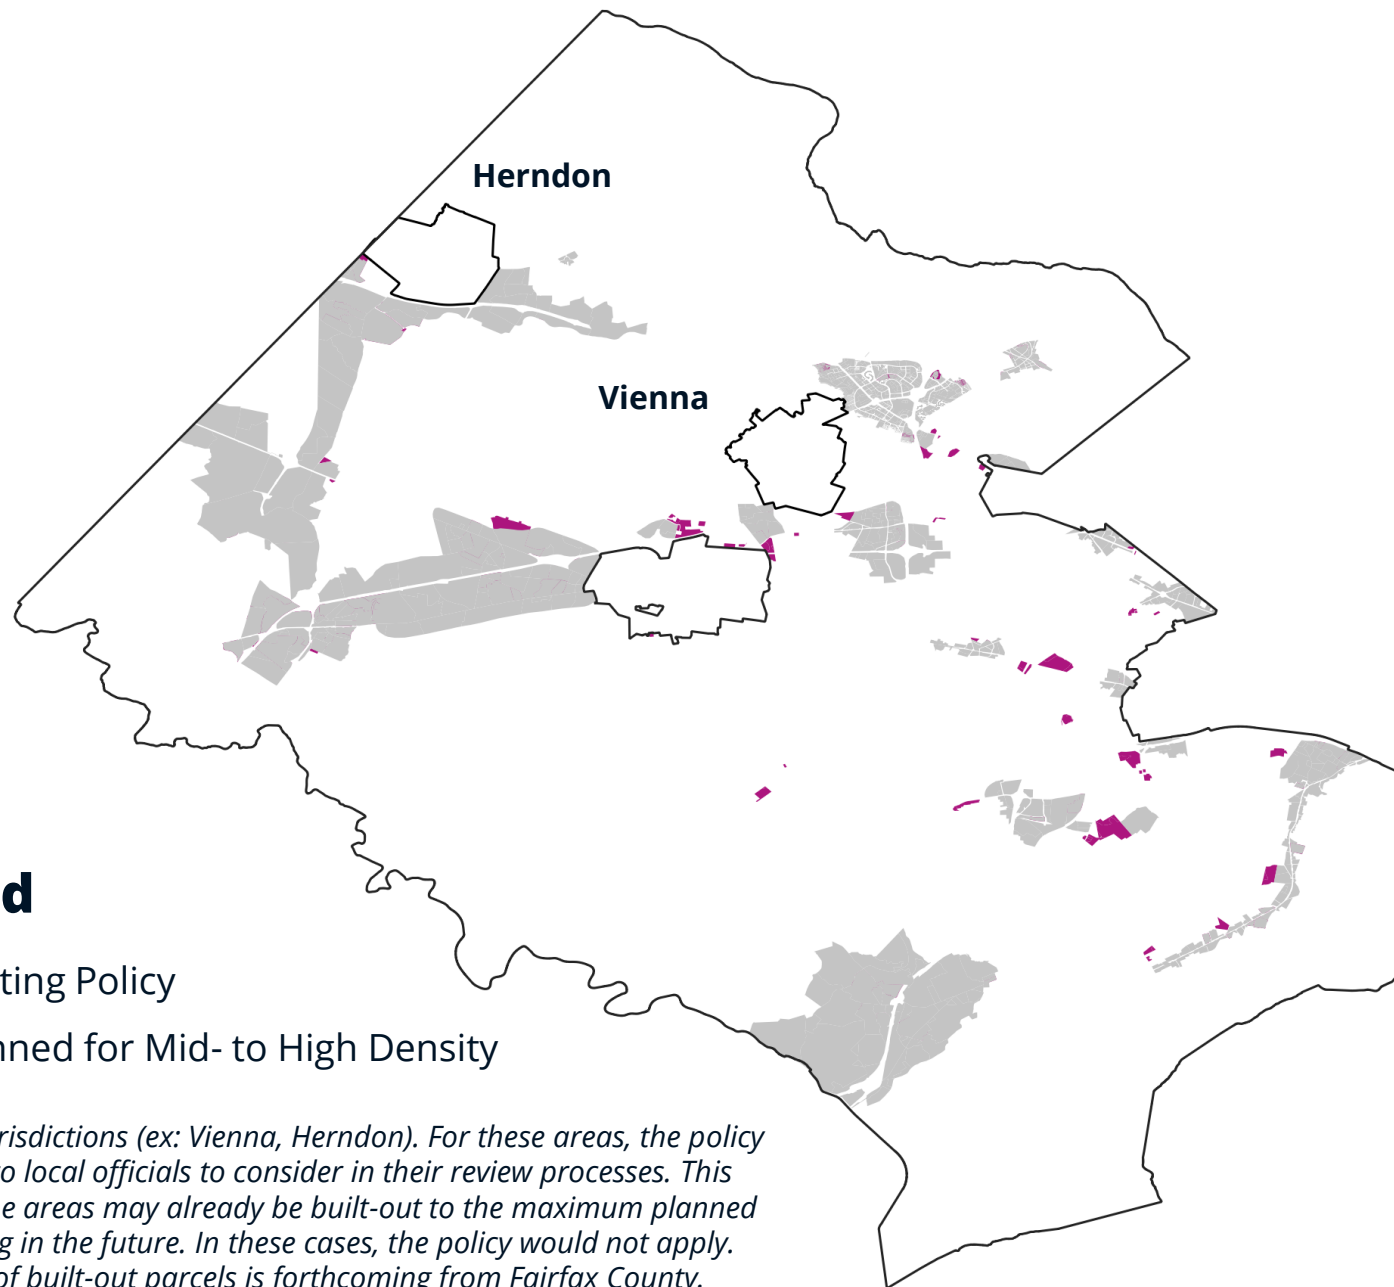 Herndon
Vienna
d
ting Policy
nned for Mid- to High Density
risdictions (ex: Vienna, Herndon). For these areas, the policy
o local officials to consider in their review processes. This
e areas may already be built-out to the maximum planned
g in the future. In these cases, the policy would not apply.
of built-out parcels is forthcoming from Fairfax County.